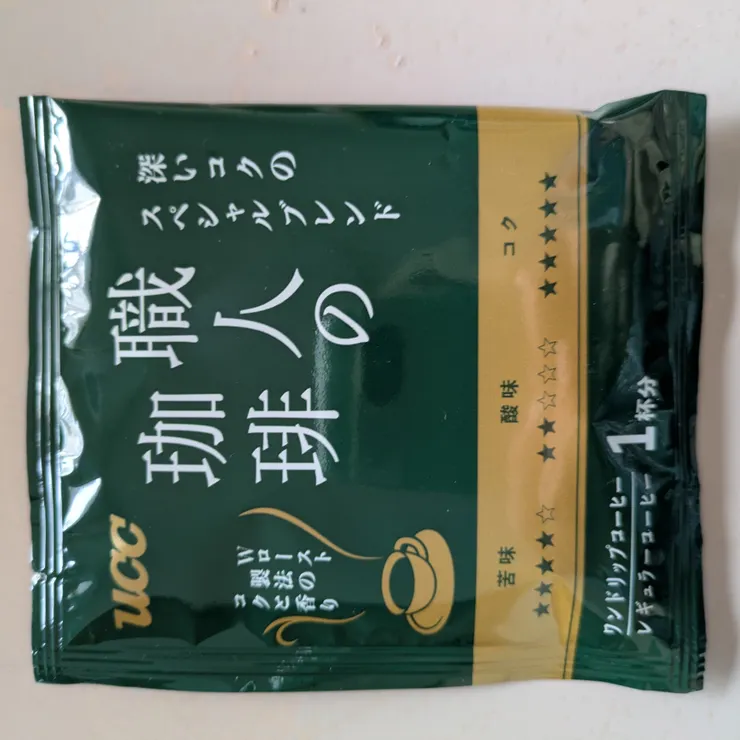 UCC
深いコクの
スペシャルブレンド
職人の
珈琲
Wロースト
製法の
コクと香り
苦味 ★★★★☆
酸味 ★★☆☆☆
コク ★★★★★
ワンドリップコーヒー
レギュラーコーヒー
1杯分